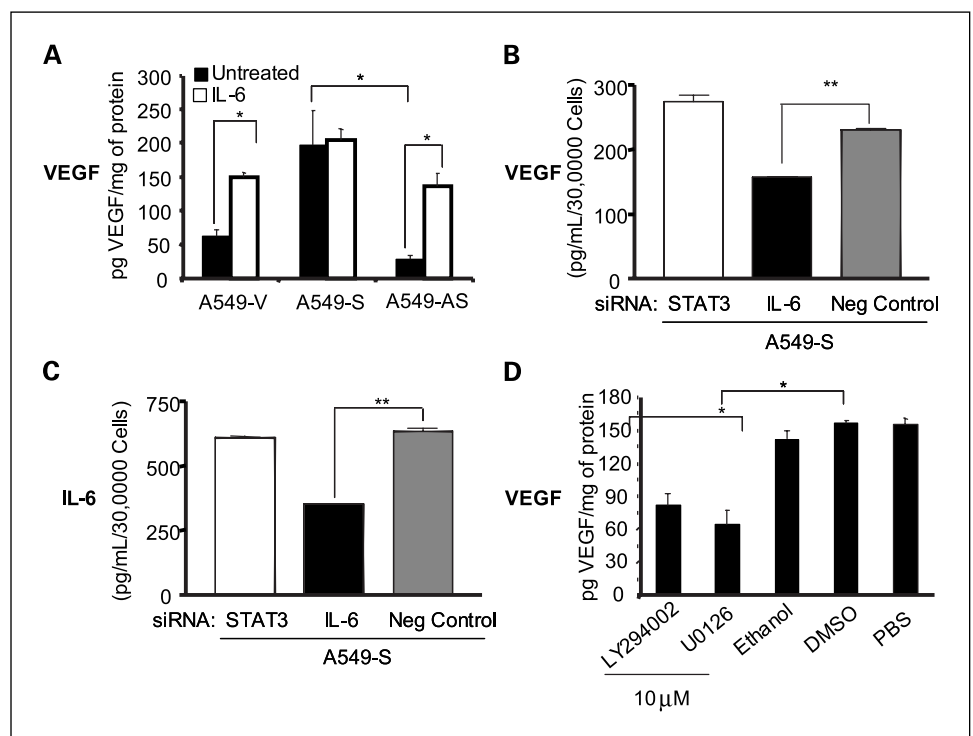 A
Untreated
IL-6
*
*
*
300
250
200
150
100
50
0
VEGF
pg VEGF/mg of protein
A549-V A549-S A549-AS
B
**
300
200
100
0
VEGF
(pg/mL/30,0000 Cells)
siRNA: STAT3 IL-6 Neg Control
A549-S
C
**
750
500
250
0
IL-6
(pg/mL/30,0000 Cells)
siRNA: STAT3 IL-6 Neg Control
A549-S
D
*
*
180
150
120
90
60
30
0
VEGF
pg VEGF/mg of protein
LY294002 U0126 Ethanol DMSO PBS
10 μM